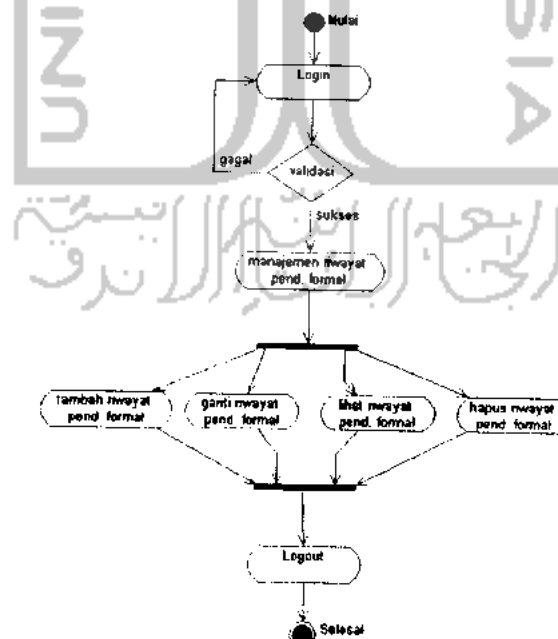 Mulai
Login
gagal
validasi
sukses
manajemen riwayat
pend. formal
tambah riwayat
pend. formal
ganti riwayat
pend. formal
lihat riwayat
pend. formal
hapus riwayat
pend. formal
Logout
Selesai